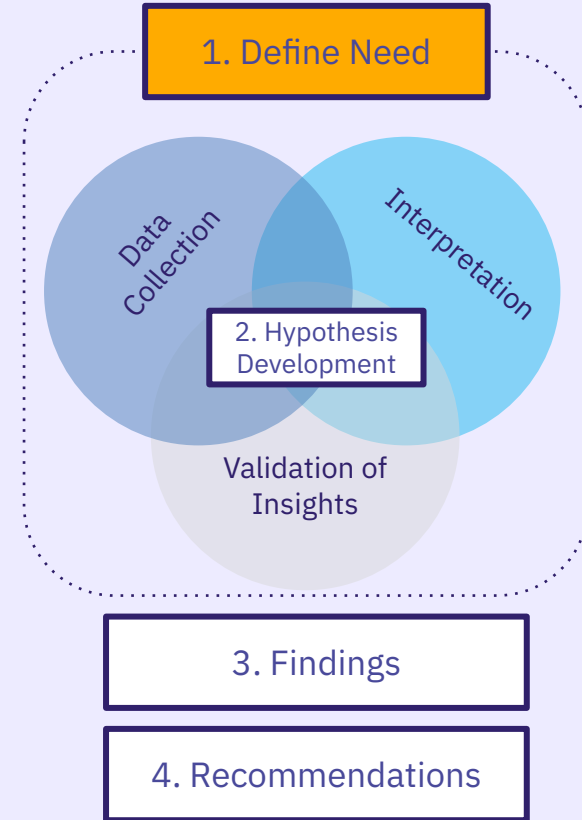 1. Define Need
Data
Collection
Interpretation
2. Hypothesis
Development
Validation of
Insights
3. Findings
4. Recommendations